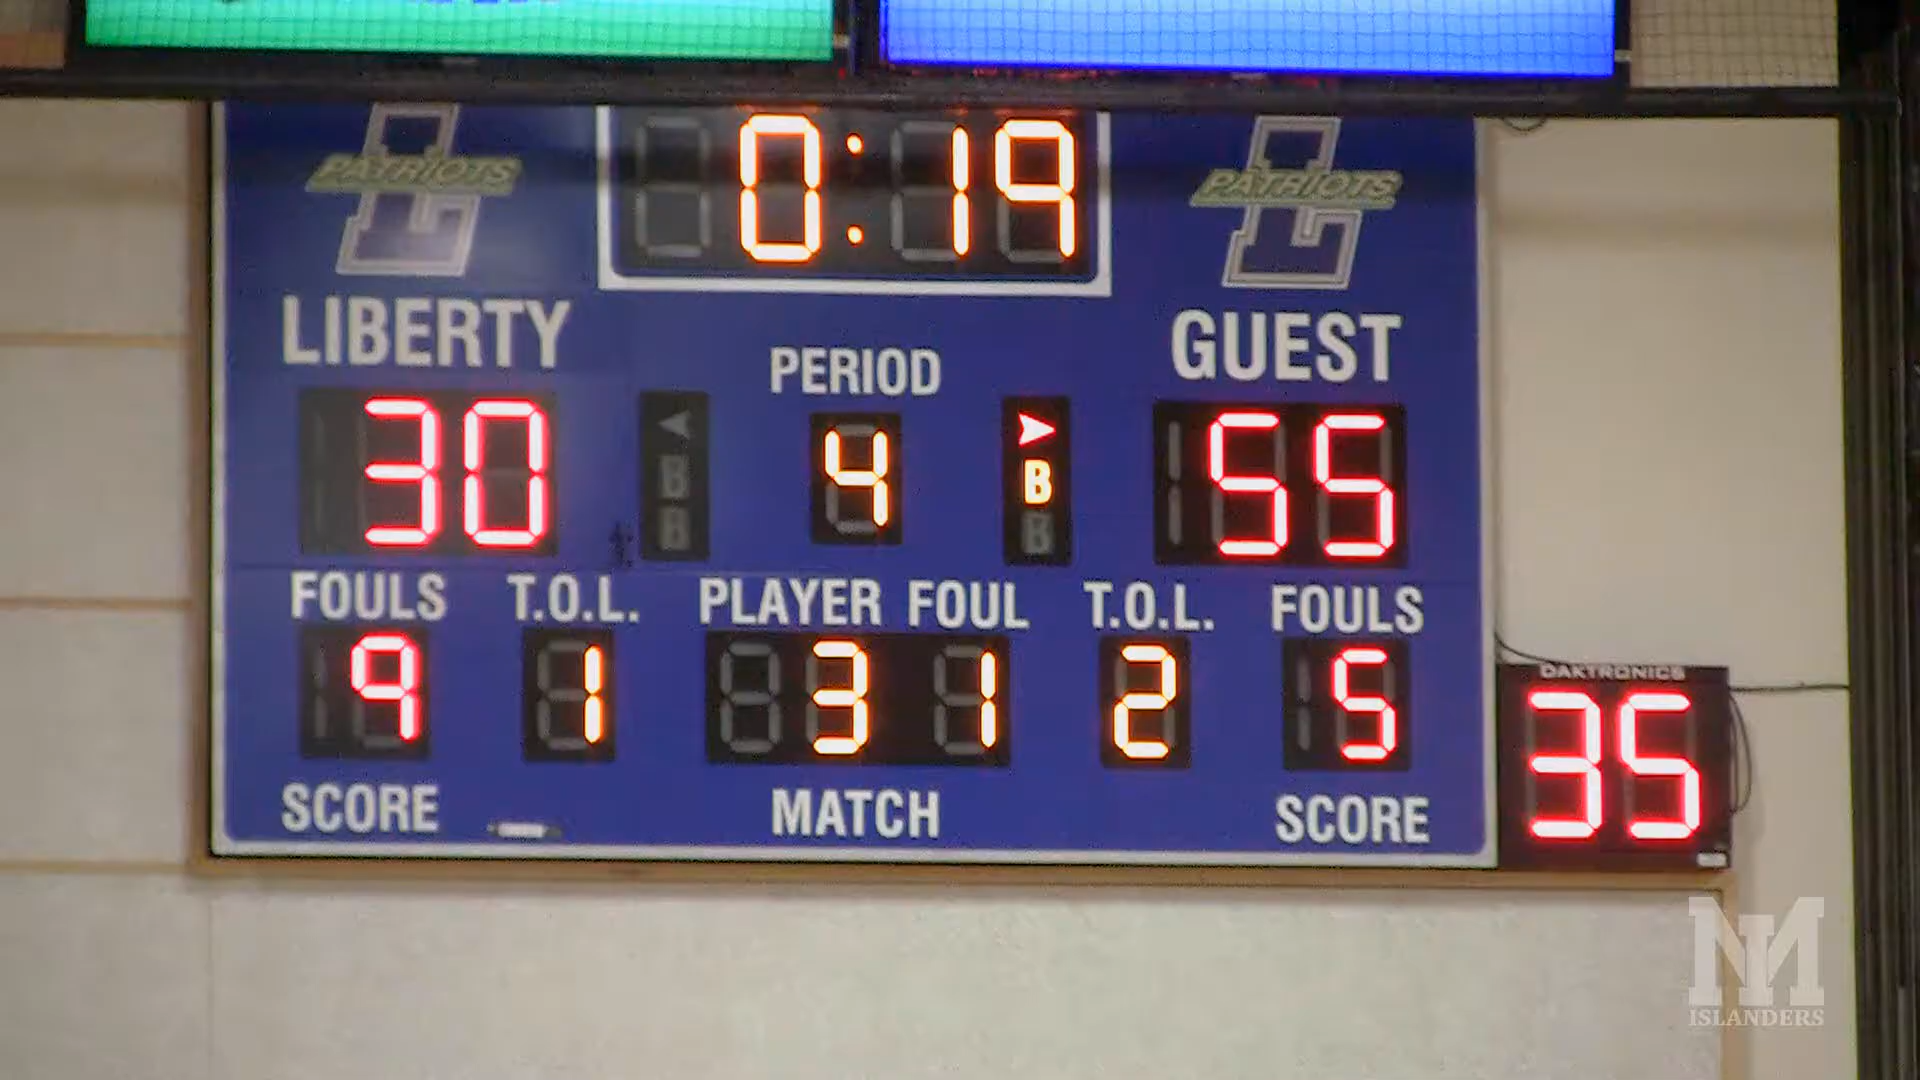 0:19
PATRIOTS
PATRIOTS
LIBERTY
GUEST
PERIOD
30
4
B
B
B
B
55
FOULS
T.O.L.
PLAYER FOUL
T.O.L.
FOULS
9
1
3 1
2
5
DAKTRONICS
35
SCORE
MATCH
SCORE
MI
ISLANDERS